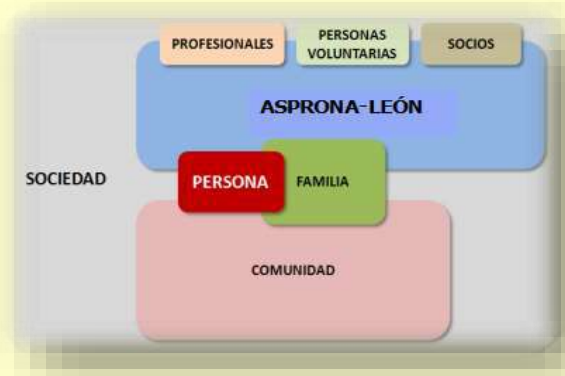 PROFESIONALES
PERSONAS
VOLUNTARIAS
SOCIOS
ASPRONA-LEÓN
SOCIEDAD
PERSONA
FAMILIA
COMUNIDAD